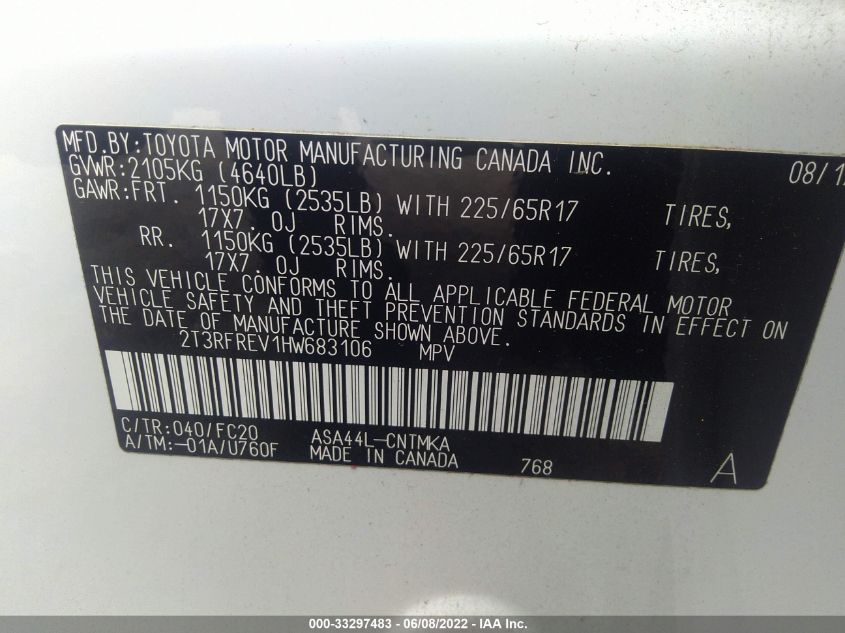 MFD.BY:TOYOTA MOTOR MANUFACTURING CANADA INC. 08/1
GVWR:2105KG (4640LB)
GAWR:FRT. 1150KG (2535LB) WITH 225/65R17 TIRES,
17X7.0J RIMS.
RR. 1150KG (2535LB) WITH 225/65R17 TIRES,
17X7.0J RIMS.
THIS VEHICLE CONFORMS TO ALL APPLICABLE FEDERAL MOTOR
VEHICLE SAFETY AND THEFT PREVENTION STANDARDS IN EFFECT ON
THE DATE OF MANUFACTURE SHOWN ABOVE.
2T3RFREV1HW683106 MPV
C/TR:040/FC20 ASA44L-CNTMKA
A/TM:-01A/U760F MADE IN CANADA 768 A
000-33297483 - 06/08/2022 - IAA Inc.